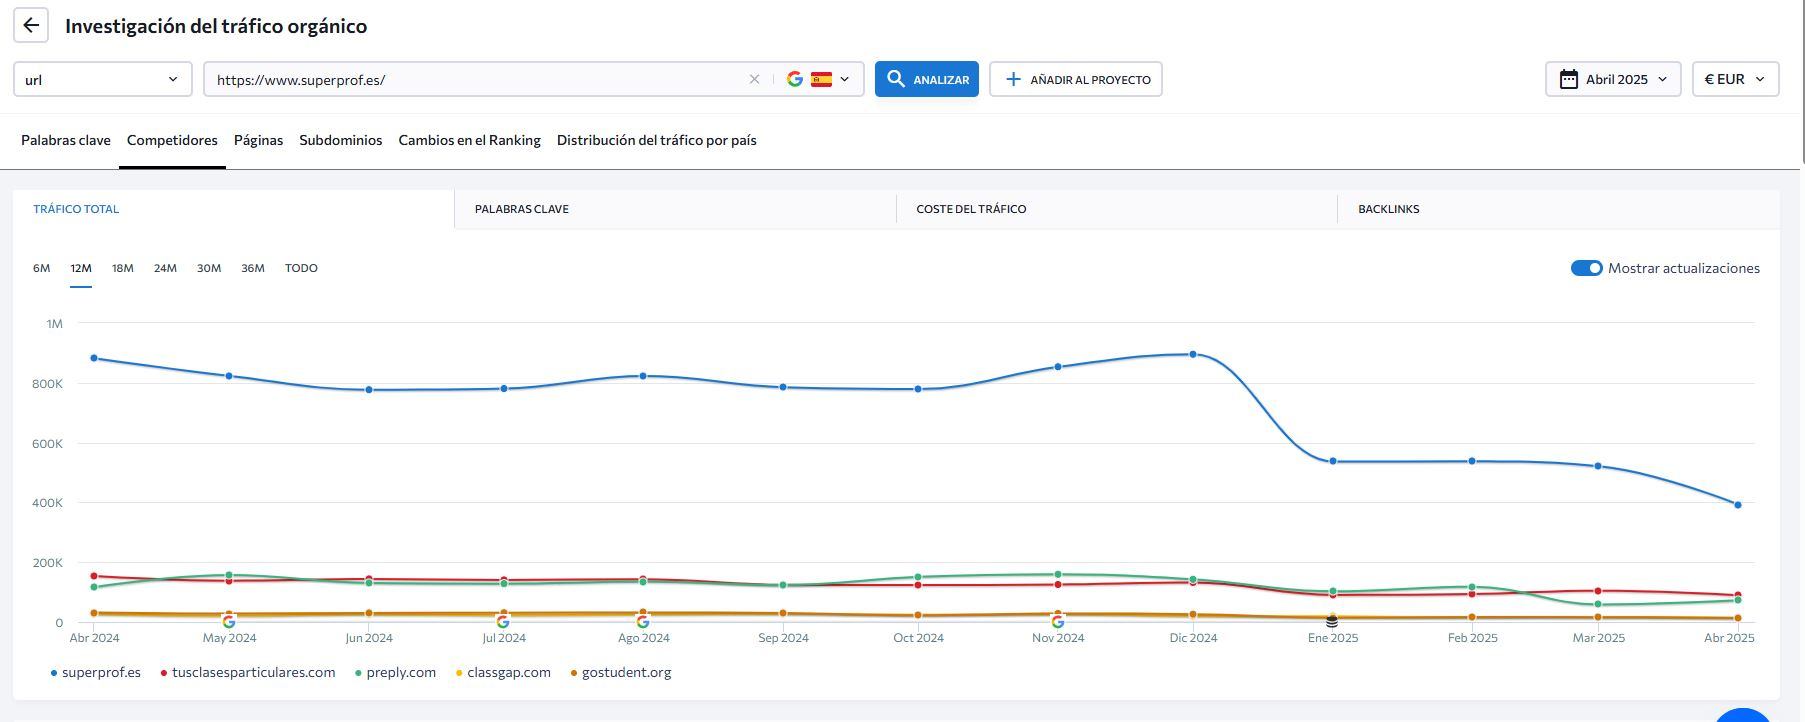 Investigación del tráfico orgánico
url
https://www.superprof.es/
ANALIZAR
AÑADIR AL PROYECTO
Abril 2025
€ EUR
Palabras clave
Competidores
Páginas
Subdominios
Cambios en el Ranking
Distribución del tráfico por país
TRÁFICO TOTAL
PALABRAS CLAVE
COSTE DEL TRÁFICO
BACKLINKS
6M 12M 18M 24M 30M 36M TODO
Mostrar actualizaciones
1M
800K
600K
400K
200K
0
Abr 2024 May 2024 Jun 2024 Jul 2024 Ago 2024 Sep 2024 Oct 2024 Nov 2024 Dic 2024 Ene 2025 Feb 2025 Mar 2025 Abr 2025
superprof.es tusclasesparticulares.com preply.com classgap.com gostudent.org